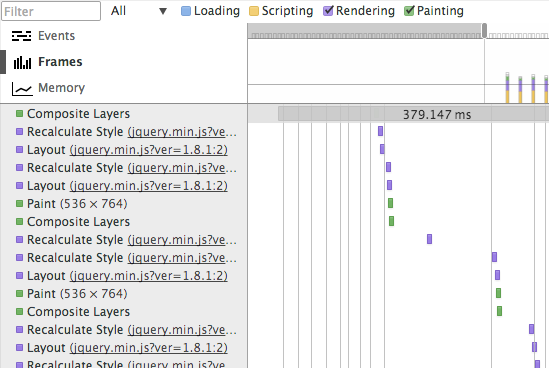 Filter All ▼ Loading Scripting Rendering Painting
Events
Frames
Memory
Composite Layers 379.147 ms
Recalculate Style (jquery.min.js?ve...
Layout (jquery.min.js?ver=1.8.1:2)
Recalculate Style (jquery.min.js?ve...
Layout (jquery.min.js?ver=1.8.1:2)
Paint (536 × 764)
Composite Layers
Recalculate Style (jquery.min.js?ve...
Recalculate Style (jquery.min.js?ve...
Layout (jquery.min.js?ver=1.8.1:2)
Paint (536 × 764)
Composite Layers
Recalculate Style (jquery.min.js?ve...
Layout (jquery.min.js?ver=1.8.1:2)
Recalculate Style (jquery.min.js?ve...